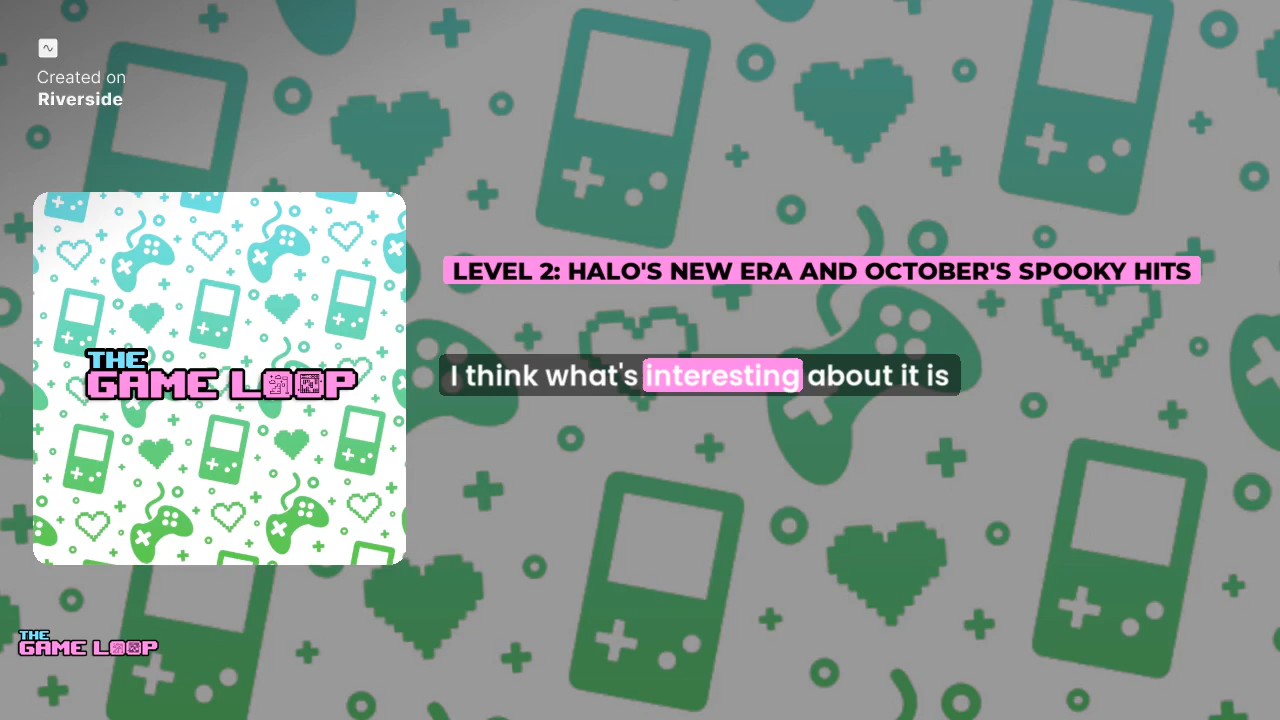 Created on
Riverside
LEVEL 2: HALO'S NEW ERA AND OCTOBER'S SPOOKY HITS
THE
GAME LOOP
I think what's interesting about it is
THE
GAME LOOP